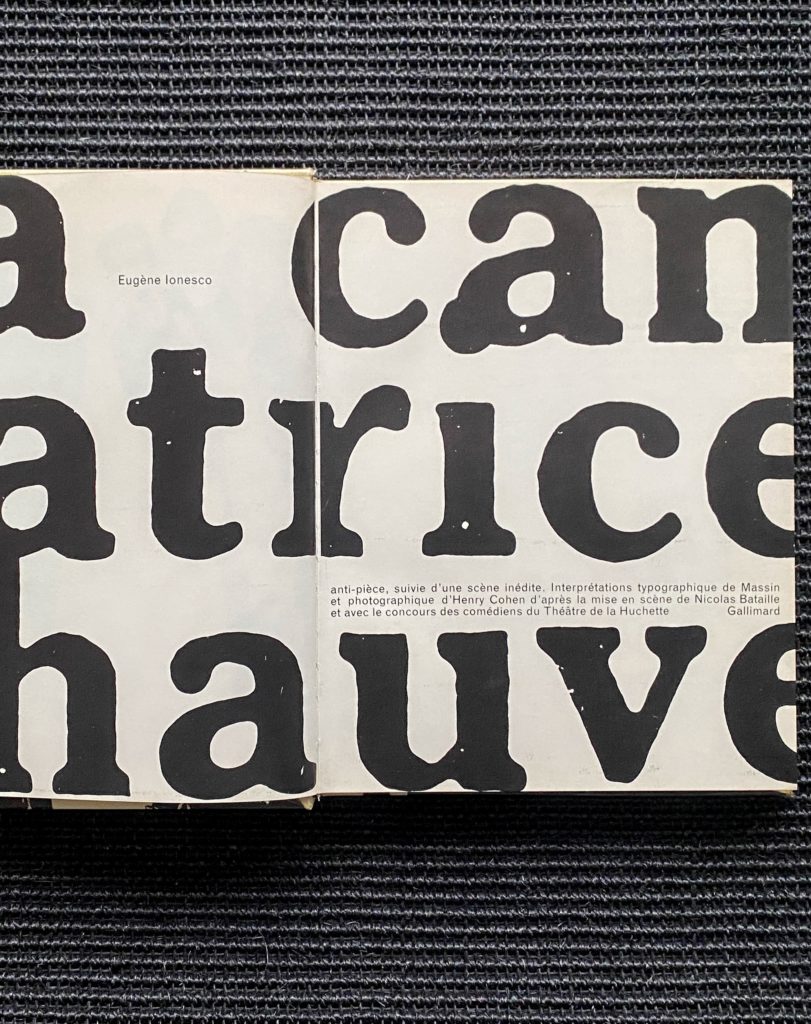 a can
Eugène Ionesco
atrice
anti-pièce, suivie d'une scène inédite. Interprétations typographique de Massin
et photographique d'Henry Cohen d'après la mise en scène de Nicolas Bataille
et avec le concours des comédiens du Théâtre de la Huchette Gallimard
hauve